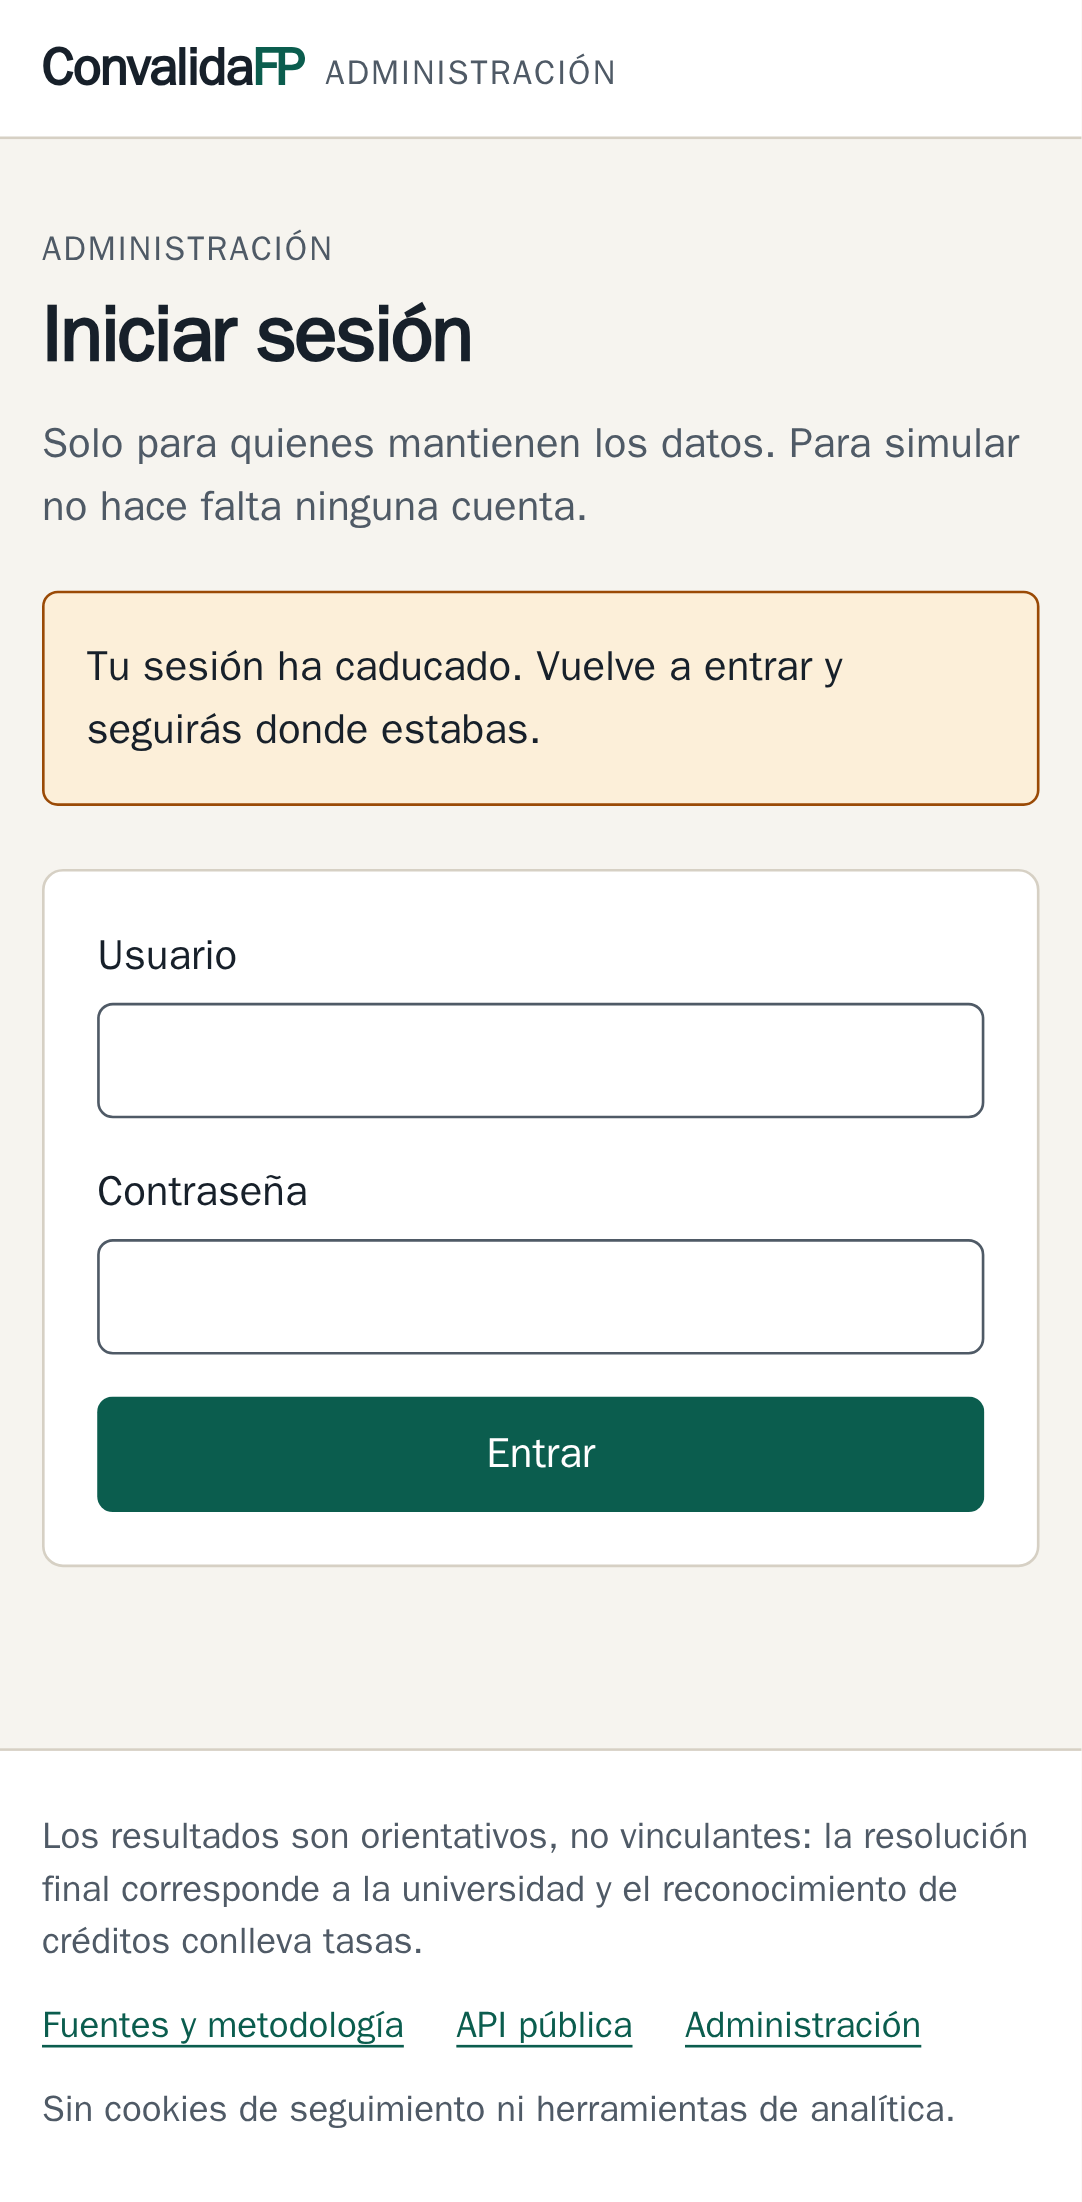 ConvalidaFP ADMINISTRACIÓN
ADMINISTRACIÓN
Iniciar sesión
Solo para quienes mantienen los datos. Para simular
no hace falta ninguna cuenta.
Tu sesión ha caducado. Vuelve a entrar y
seguirás donde estabas.
Usuario
Contraseña
Entrar
Los resultados son orientativos, no vinculantes: la resolución
final corresponde a la universidad y el reconocimiento de
créditos conlleva tasas.
Fuentes y metodología API pública Administración
Sin cookies de seguimiento ni herramientas de analítica.